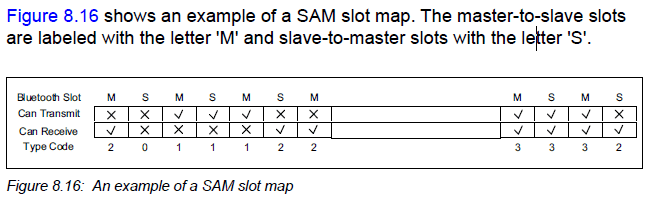 Figure 8.16 shows an example of a SAM slot map. The master-to-slave slots
are labeled with the letter 'M' and slave-to-master slots with the letter 'S'.
Bluetooth Slot M S M S M S M M S M S
Can Transmit ✕ ✕ ✓ ✓ ✓ ✕ ✕ ✓ ✓ ✓ ✕
Can Receive ✓ ✕ ✕ ✕ ✕ ✓ ✓ ✓ ✓ ✓ ✓
Type Code 2 0 1 1 1 2 2 3 3 3 2
Figure 8.16: An example of a SAM slot map